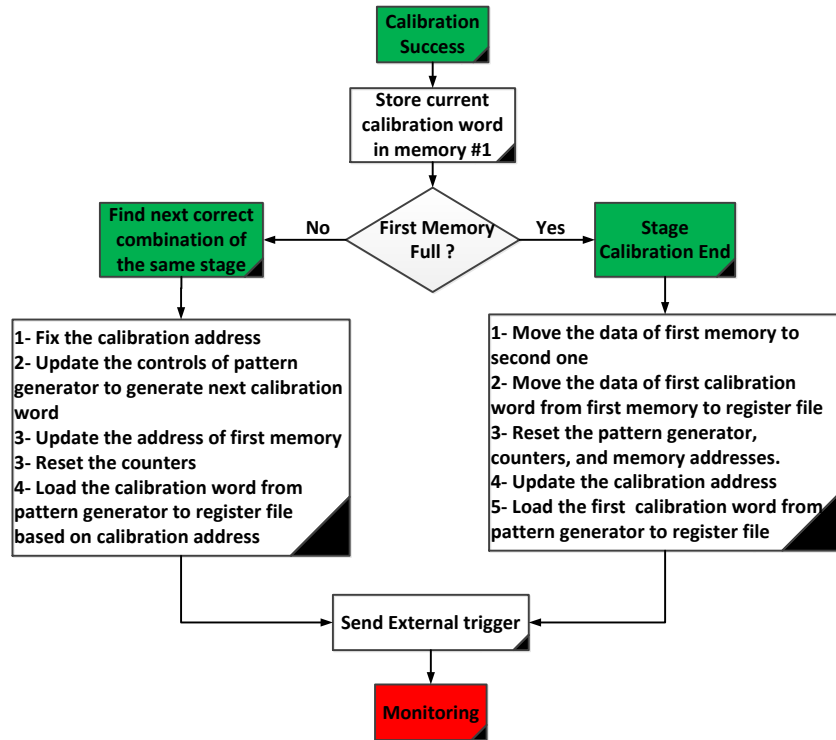 Calibration
Success
Store current
calibration word
in memory #1
First Memory
Full ?
No
Yes
Find next correct
combination of
the same stage
Stage
Calibration End
1- Fix the calibration address
2- Update the controls of pattern
generator to generate next calibration
word
3- Update the address of first memory
3- Reset the counters
4- Load the calibration word from
pattern generator to register file
based on calibration address
1- Move the data of first memory to
second one
2- Move the data of first calibration
word from first memory to register file
3- Reset the pattern generator,
counters, and memory addresses.
4- Update the calibration address
5- Load the first calibration word from
pattern generator to register file
Send External trigger
Monitoring